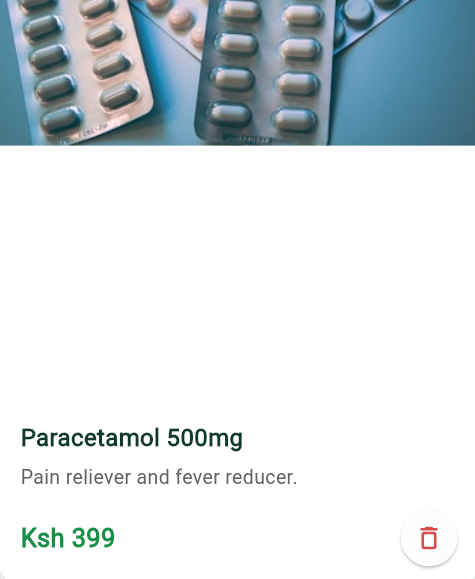 Paracetamol 500mg
Pain reliever and fever reducer.
Ksh 399